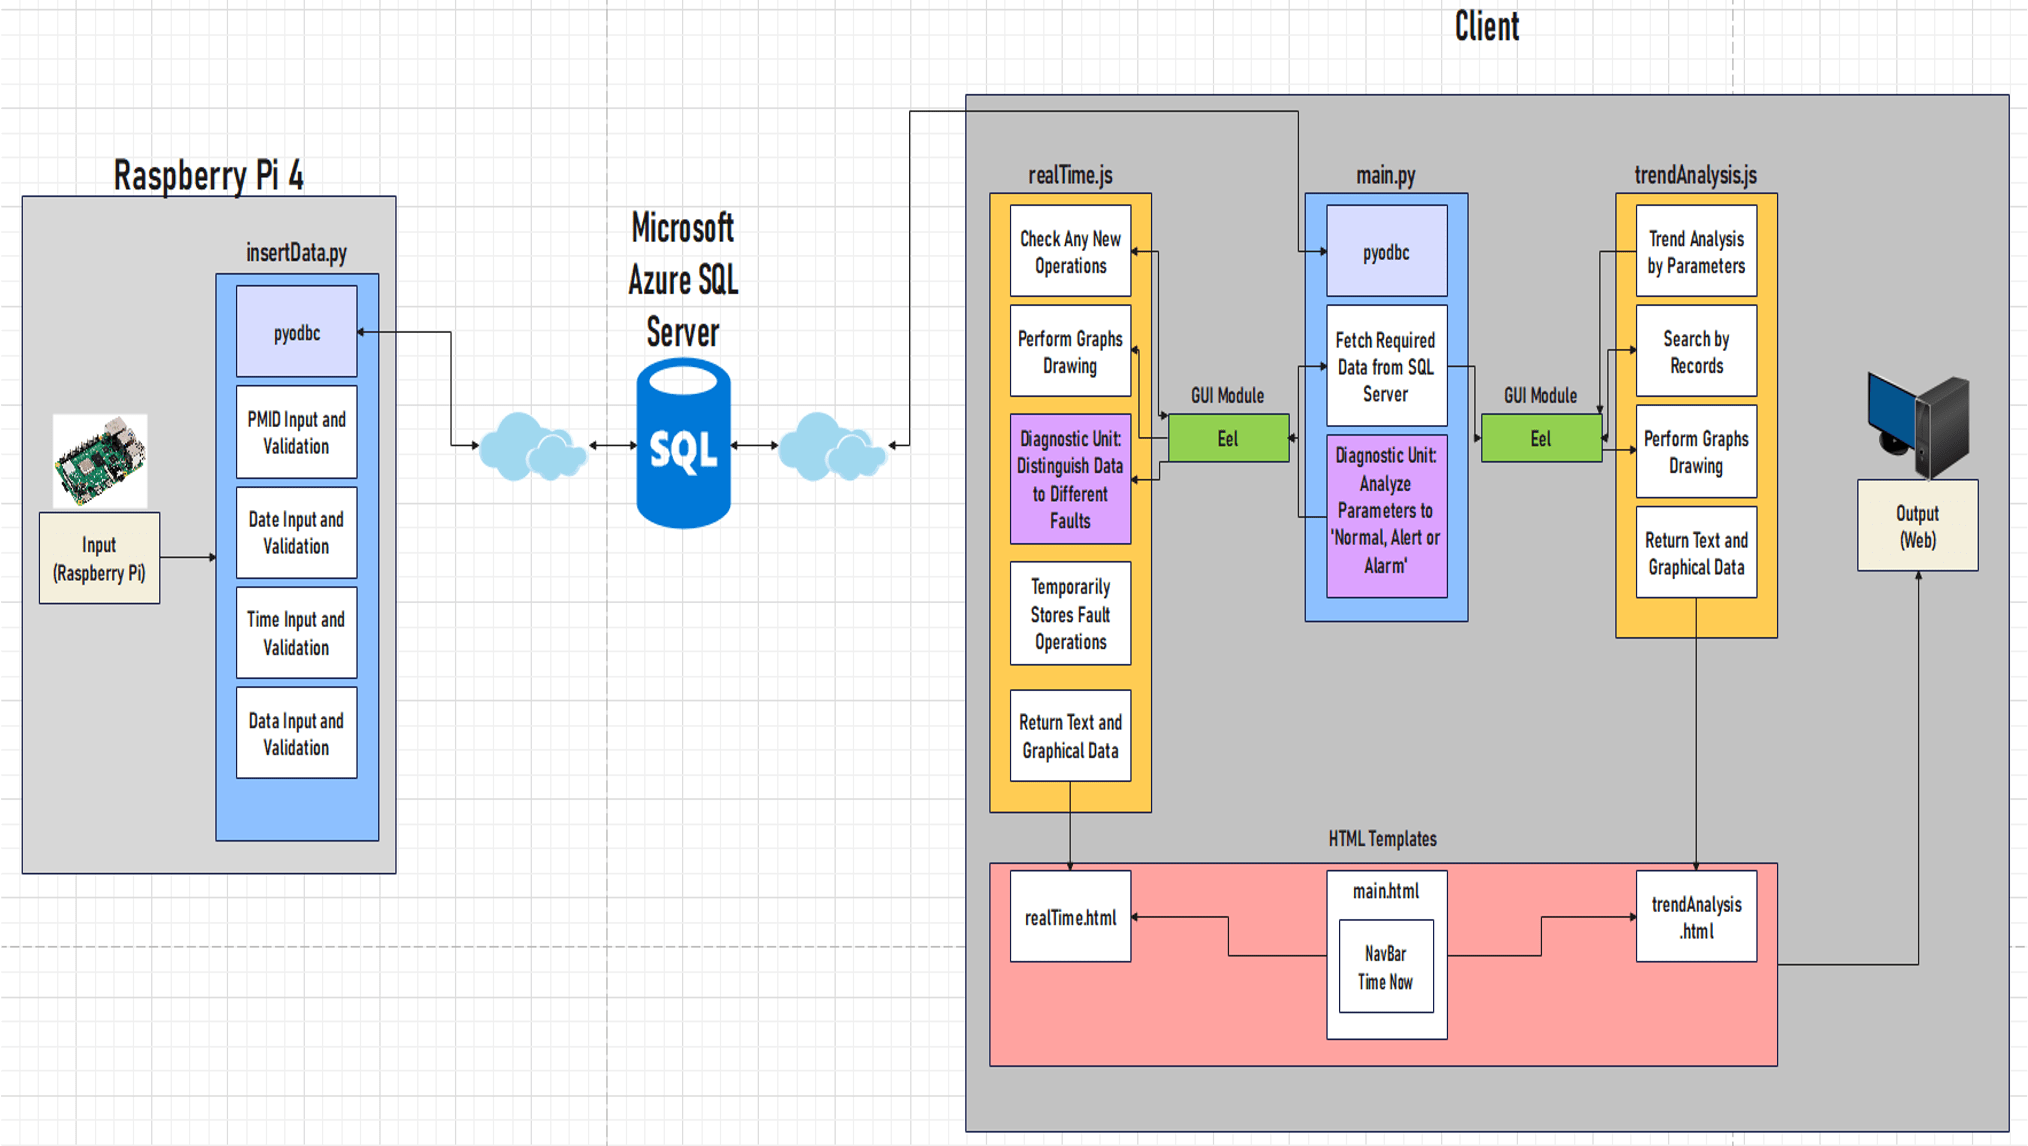 Client
Raspberry Pi 4
insertData.py
pyodbc
PMID Input and
Validation
Date Input and
Validation
Time Input and
Validation
Data Input and
Validation
Input
(Raspberry Pi)
Microsoft
Azure SQL
Server
SQL
realTime.js
Check Any New
Operations
Perform Graphs
Drawing
Diagnostic Unit:
Distinguish Data
to Different
Faults
Temporarily
Stores Fault
Operations
Return Text and
Graphical Data
GUI Module
Eel
main.py
pyodbc
Fetch Required
Data from SQL
Server
Diagnostic Unit:
Analyze
Parameters to
'Normal, Alert or
Alarm'
GUI Module
Eel
trendAnalysis.js
Trend Analysis
by Parameters
Search by
Records
Perform Graphs
Drawing
Return Text and
Graphical Data
Output
(Web)
HTML Templates
realTime.html
main.html
NavBar
Time Now
trendAnalysis
.html